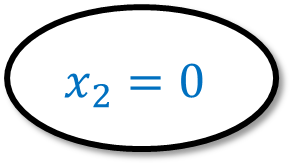 x₂ = 0